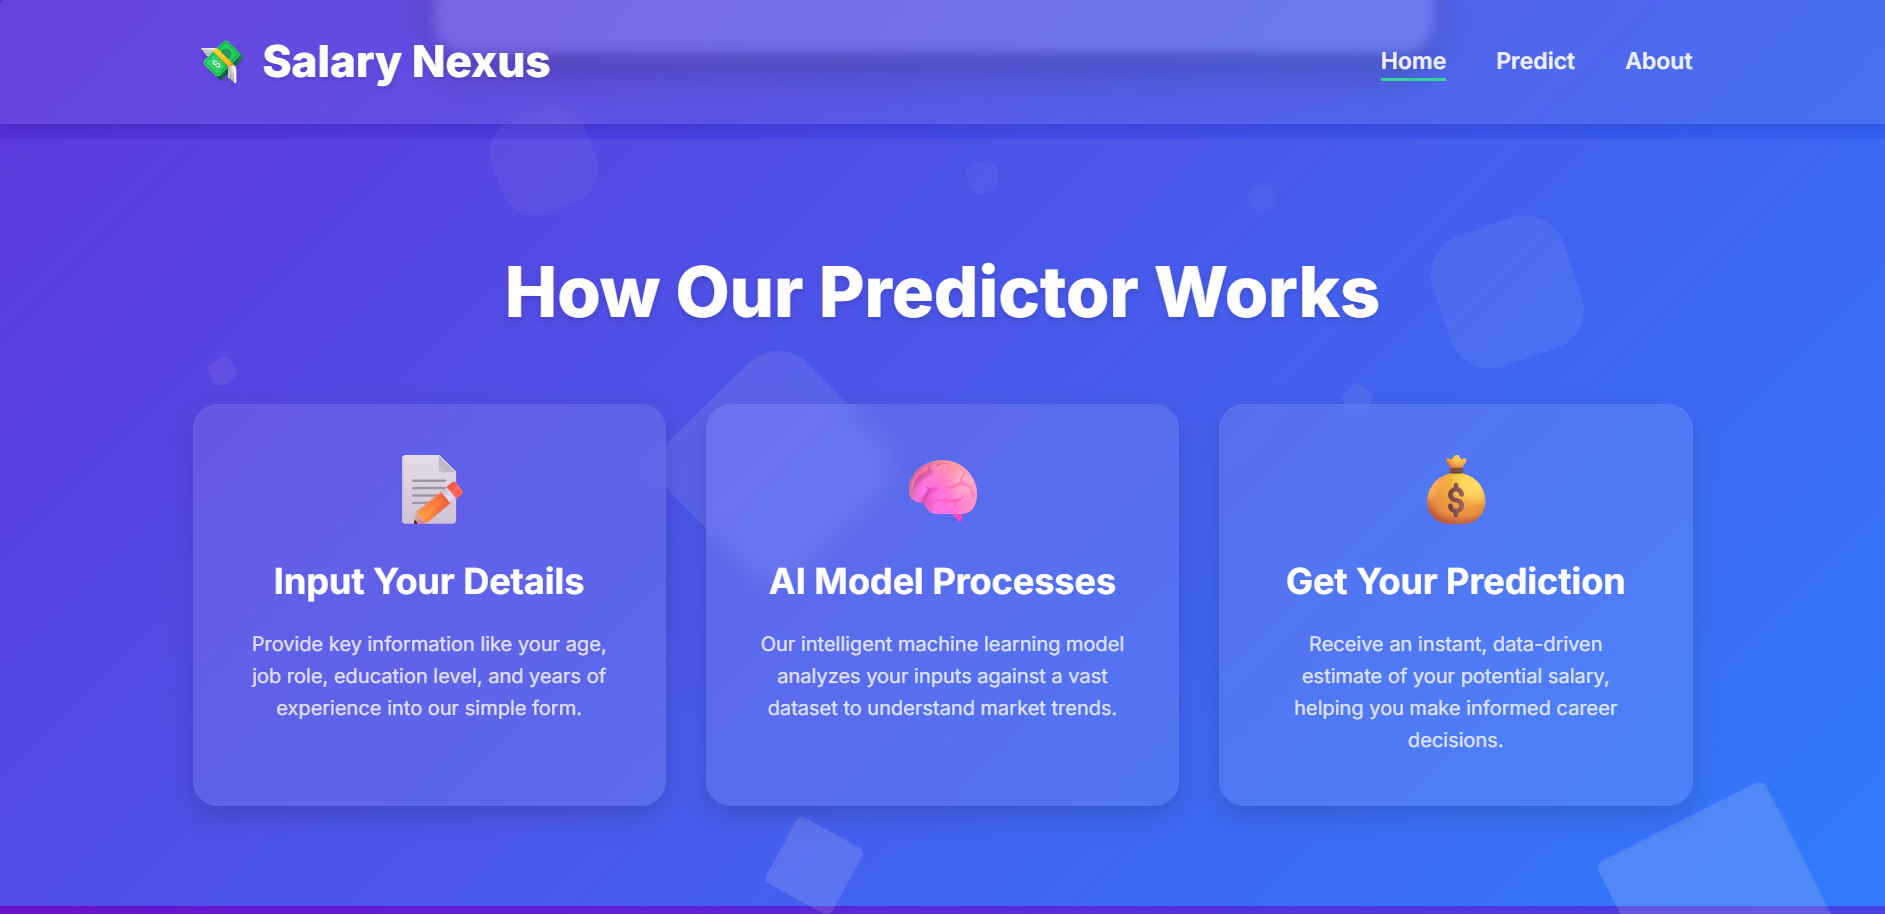 Salary Nexus
Home
Predict
About
How Our Predictor Works
Input Your Details
Provide key information like your age,
job role, education level, and years of
experience into our simple form.
AI Model Processes
Our intelligent machine learning model
analyzes your inputs against a vast
dataset to understand market trends.
Get Your Prediction
Receive an instant, data-driven
estimate of your potential salary,
helping you make informed career
decisions.